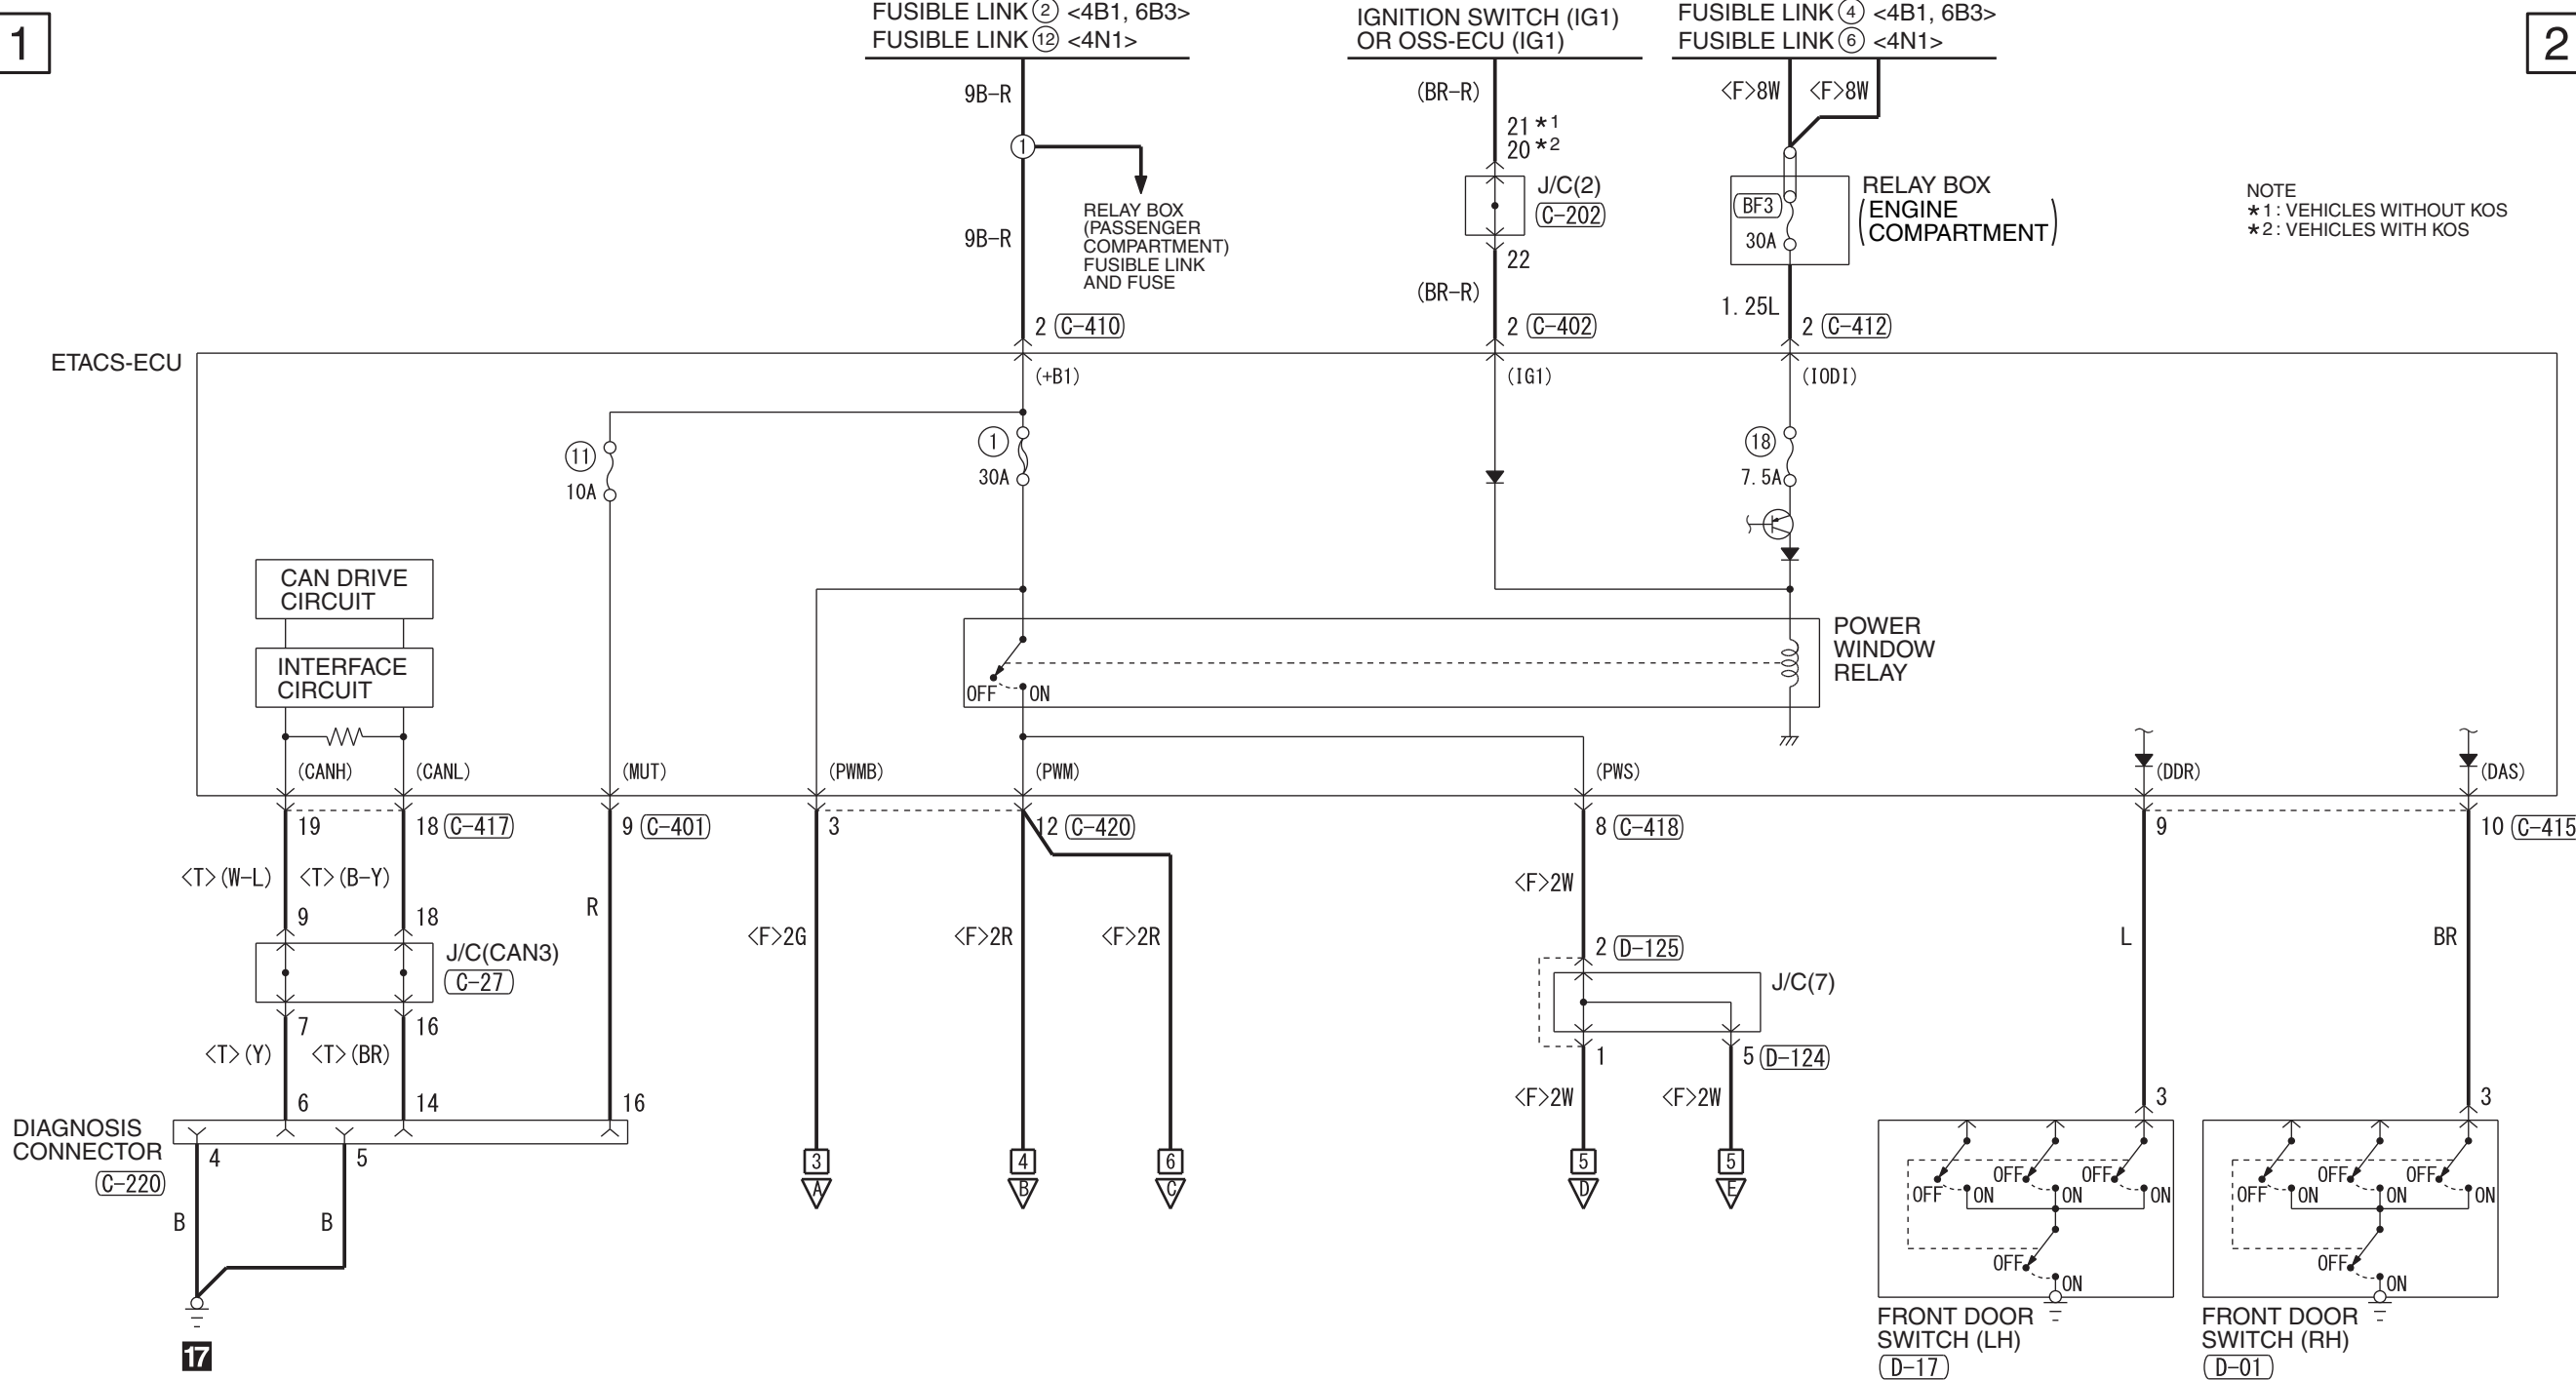 1
FUSIBLE LINK 2 <4B1, 6B3>
FUSIBLE LINK 12 <4N1>
IGNITION SWITCH (IG1)
OR OSS-ECU (IG1)
FUSIBLE LINK 4 <4B1, 6B3>
FUSIBLE LINK 6 <4N1>
2
9B-R
(BR-R)
<F>8W <F>8W
21 *1
20 *2
1
J/C(2)
C-202
RELAY BOX
(ENGINE
COMPARTMENT)
BF3
30A
NOTE
*1: VEHICLES WITHOUT KOS
*2: VEHICLES WITH KOS
RELAY BOX
(PASSENGER
COMPARTMENT)
FUSIBLE LINK
AND FUSE
9B-R
22
(BR-R)
1. 25L
2 C-410
2 C-402
2 C-412
ETACS-ECU
(+B1)
(IG1)
(IODI)
11
10A
1
30A
18
7. 5A
CAN DRIVE
CIRCUIT
INTERFACE
CIRCUIT
POWER
WINDOW
RELAY
OFF ON
(CANH)
(CANL)
(MUT)
(PWMB)
(PWM)
(PWS)
(DDR)
(DAS)
19
18 C-417
9 C-401
3
12 C-420
8 C-418
9
10 C-415
<T>(W-L) <T>(B-Y)
R
<F>2G
<F>2R
<F>2R
<F>2W
L
BR
9
18
J/C(CAN3)
C-27
2 D-125
J/C(7)
7
16
1
5 D-124
<T>(Y) <T>(BR)
<F>2W
<F>2W
6
14
16
3
3
DIAGNOSIS
CONNECTOR
C-220
4
5
B
B
17
3
A
4
B
6
C
5
D
5
E
OFF ON OFF ON OFF ON
OFF ON
FRONT DOOR
SWITCH (LH)
D-17
OFF ON OFF ON OFF ON
OFF ON
FRONT DOOR
SWITCH (RH)
D-01